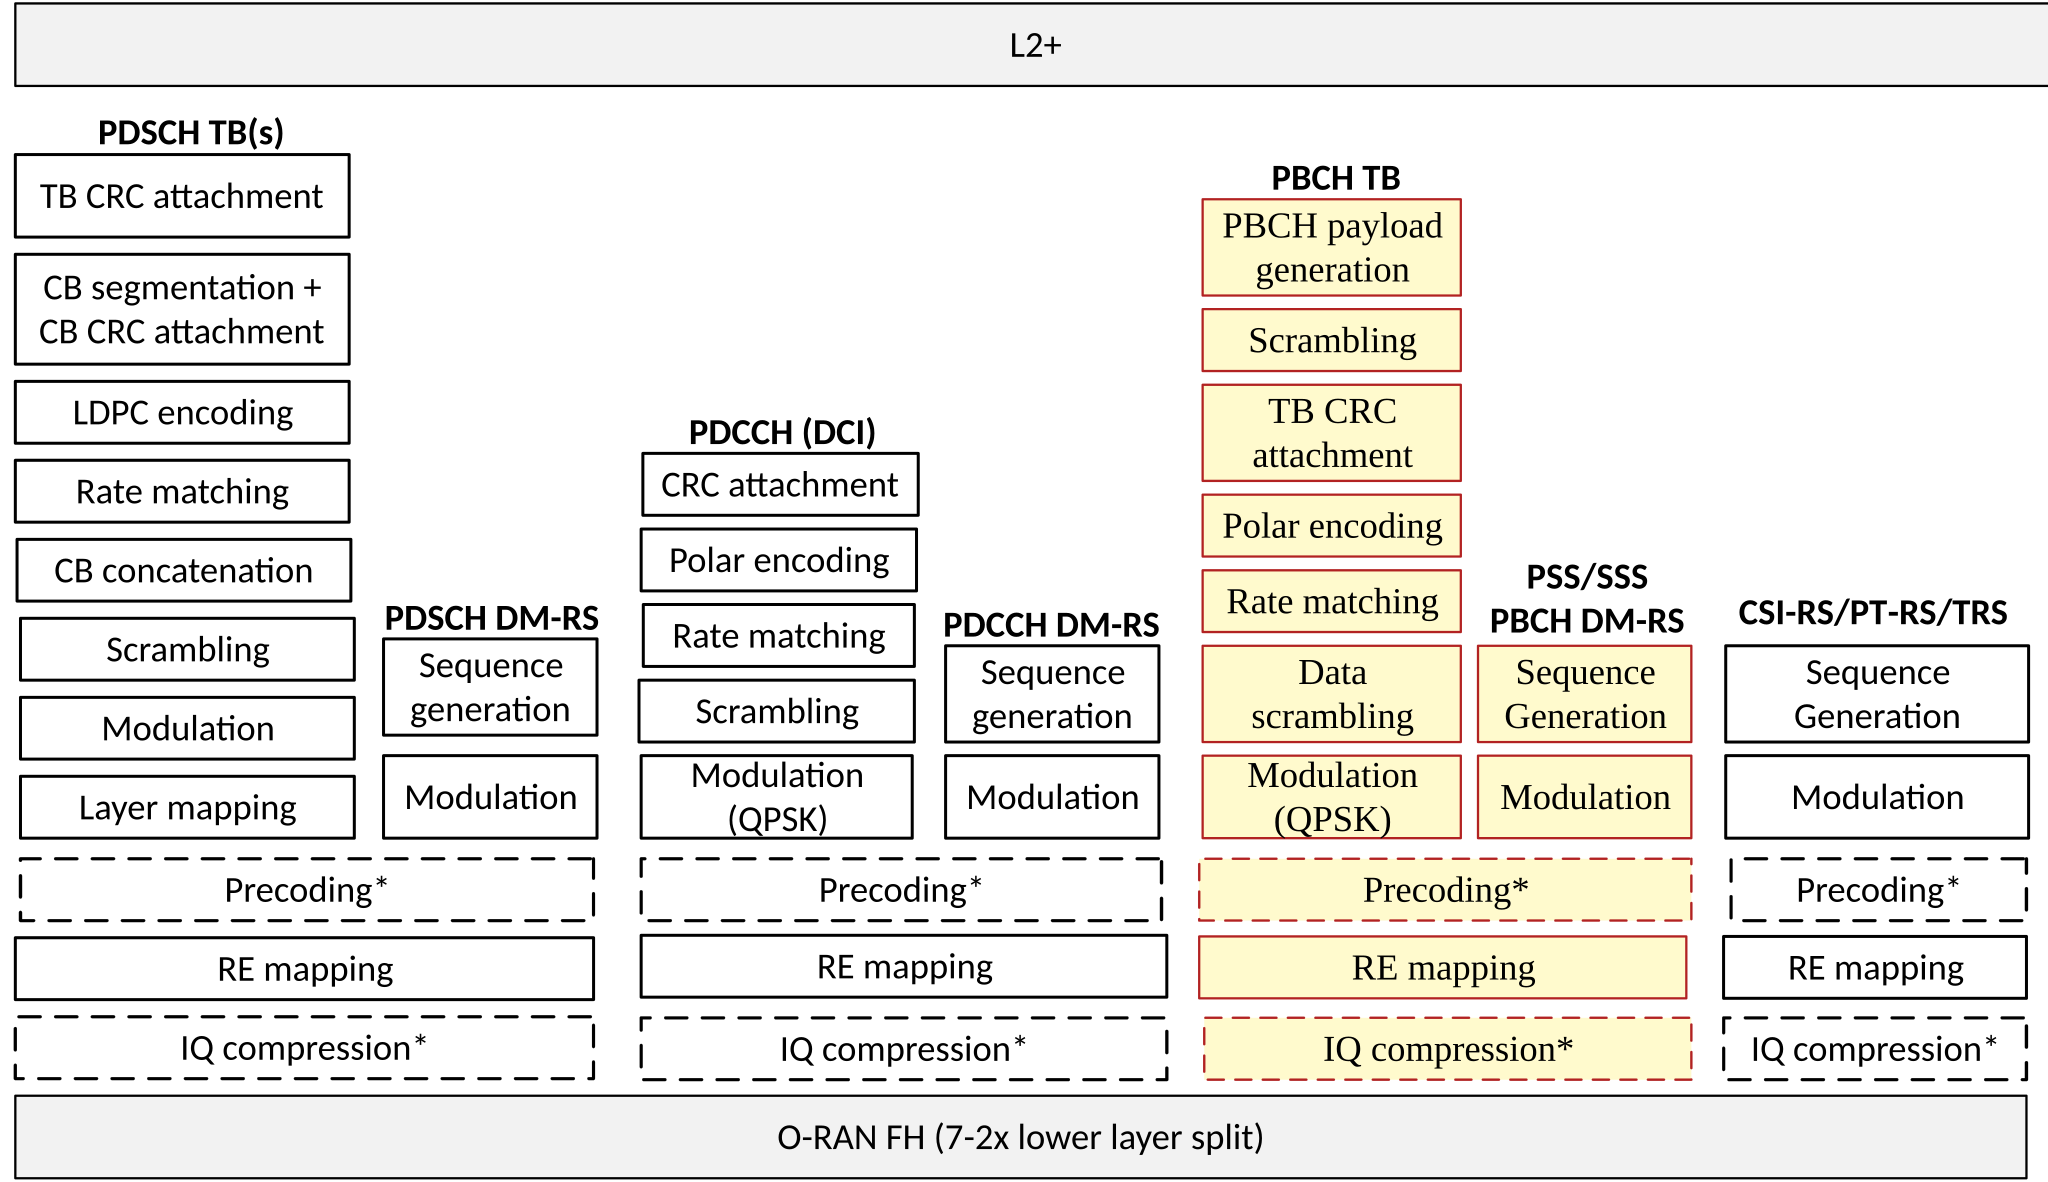 L2+
PDSCH TB(s)
TB CRC attachment
CB segmentation +
CB CRC attachment
LDPC encoding
Rate matching
CB concatenation
Scrambling
Modulation
Layer mapping
PDSCH DM-RS
Sequence
generation
Modulation
Precoding*
RE mapping
IQ compression*
PDCCH (DCI)
CRC attachment
Polar encoding
Rate matching
Scrambling
Modulation
(QPSK)
PDCCH DM-RS
Sequence
generation
Modulation
Precoding*
RE mapping
IQ compression*
PBCH TB
PBCH payload
generation
Scrambling
TB CRC
attachment
Polar encoding
Rate matching
Data
scrambling
Modulation
(QPSK)
PSS/SSS
PBCH DM-RS
Sequence
Generation
Modulation
Precoding*
RE mapping
IQ compression*
CSI-RS/PT-RS/TRS
Sequence
Generation
Modulation
Precoding*
RE mapping
IQ compression*
O-RAN FH (7-2x lower layer split)